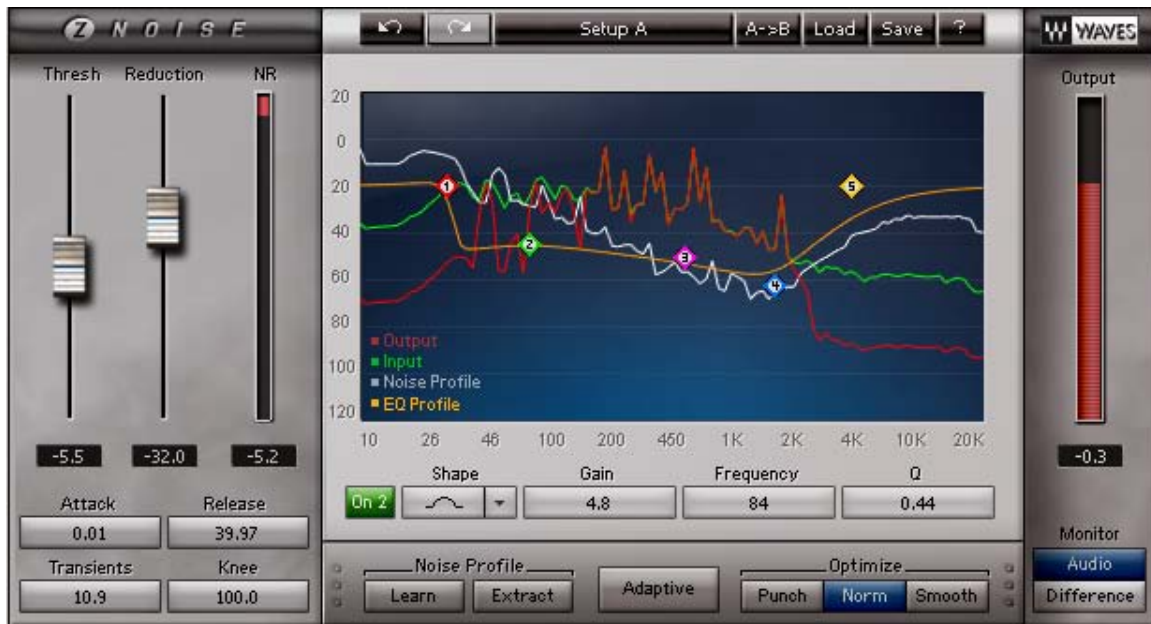 Z NOISE
Setup A
A->B
Load
Save
?
WAVES
Thresh
Reduction
NR
-5.5
-32.0
-5.2
Attack
Release
0.01
39.97
Transients
Knee
10.9
100.0
20
0
20
40
60
80
100
120
1
2
3
4
5
Output
Input
Noise Profile
EQ Profile
10
26
46
100
200
450
1K
2K
4K
10K
20K
Shape
Gain
Frequency
Q
On 2
4.8
84
0.44
Noise Profile
Learn
Extract
Adaptive
Optimize
Punch
Norm
Smooth
Output
-0.3
Monitor
Audio
Difference